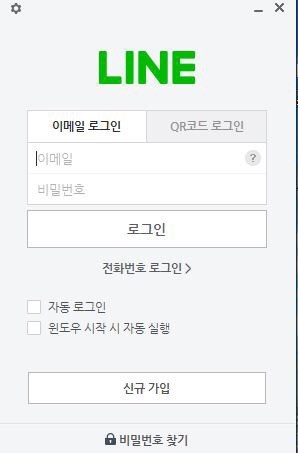 LINE
이메일 로그인
QR코드 로그인
이메일
?
비밀번호
로그인
전화번호 로그인 >
자동 로그인
윈도우 시작 시 자동 실행
신규 가입
비밀번호 찾기